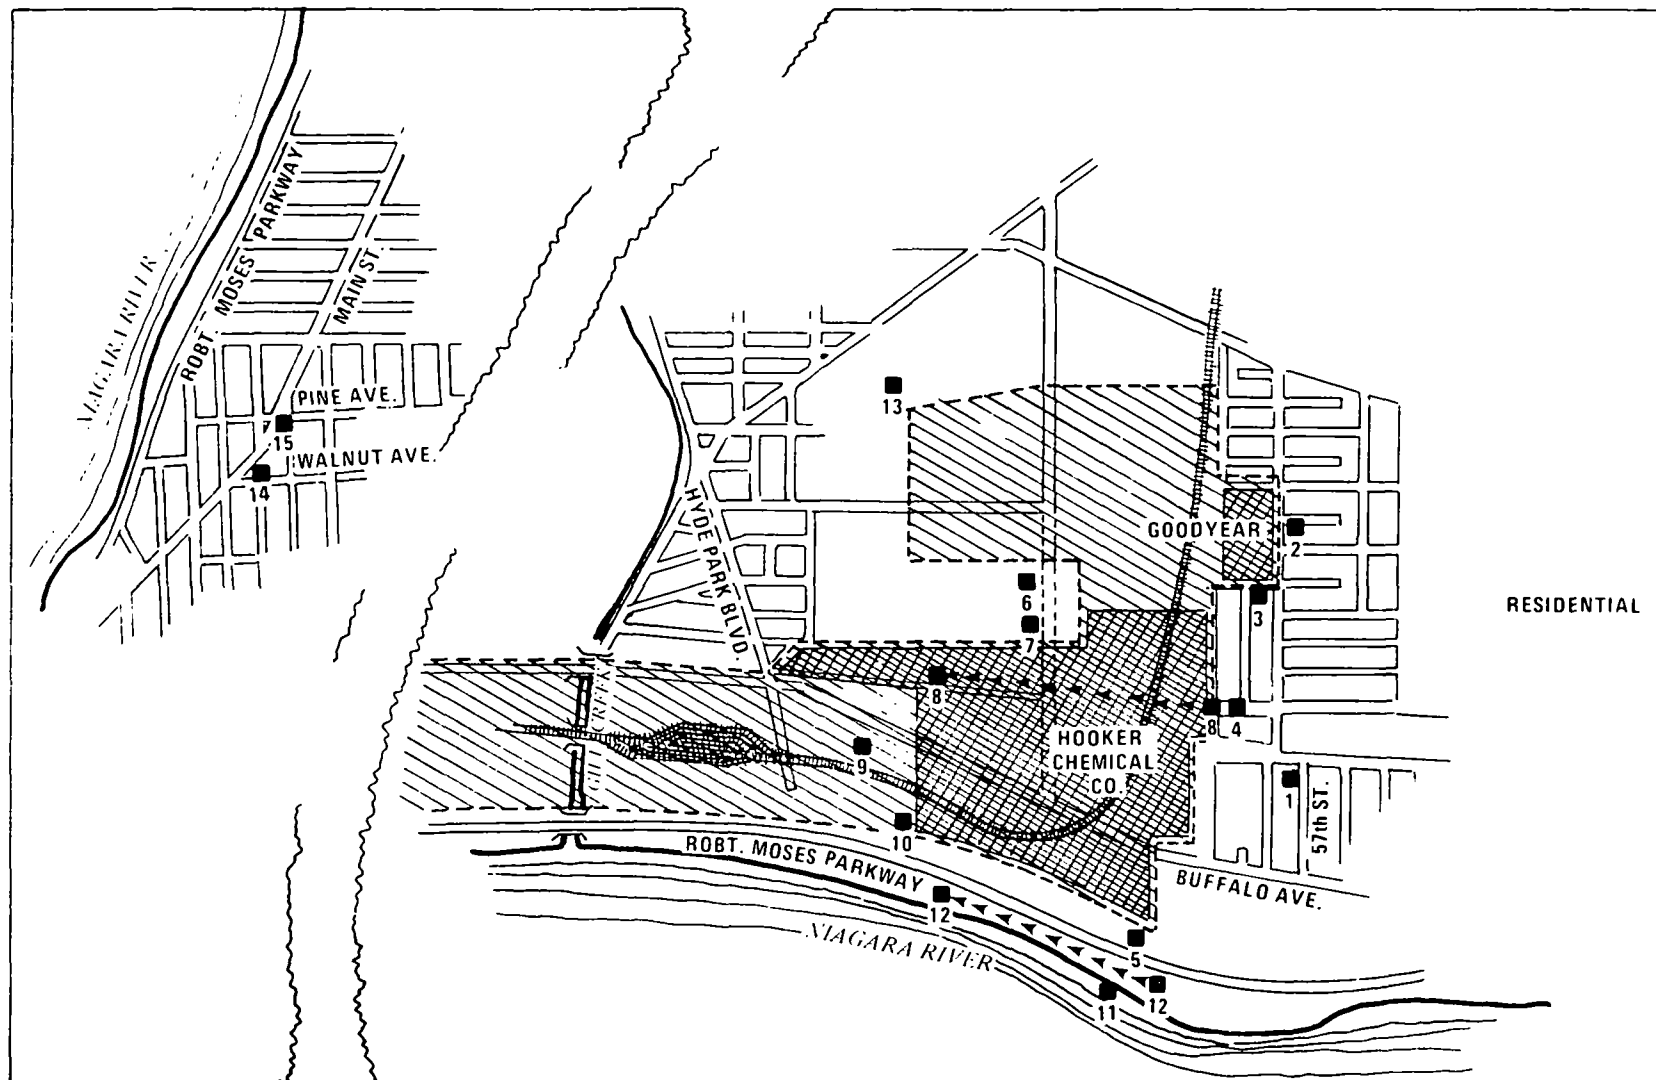 NIAGARA RIVER
ROBT. MOSES PARKWAY
MAIN ST.
PINE AVE.
15
WALNUT AVE.
14
HYDE PARK BLVD.
13
GOODYEAR
2
6
3
7
RESIDENTIAL
8
8
4
HOOKER
CHEMICAL
CO.
9
1
57th ST.
10
ROBT. MOSES PARKWAY
BUFFALO AVE.
12
NIAGARA RIVER
5
11
12